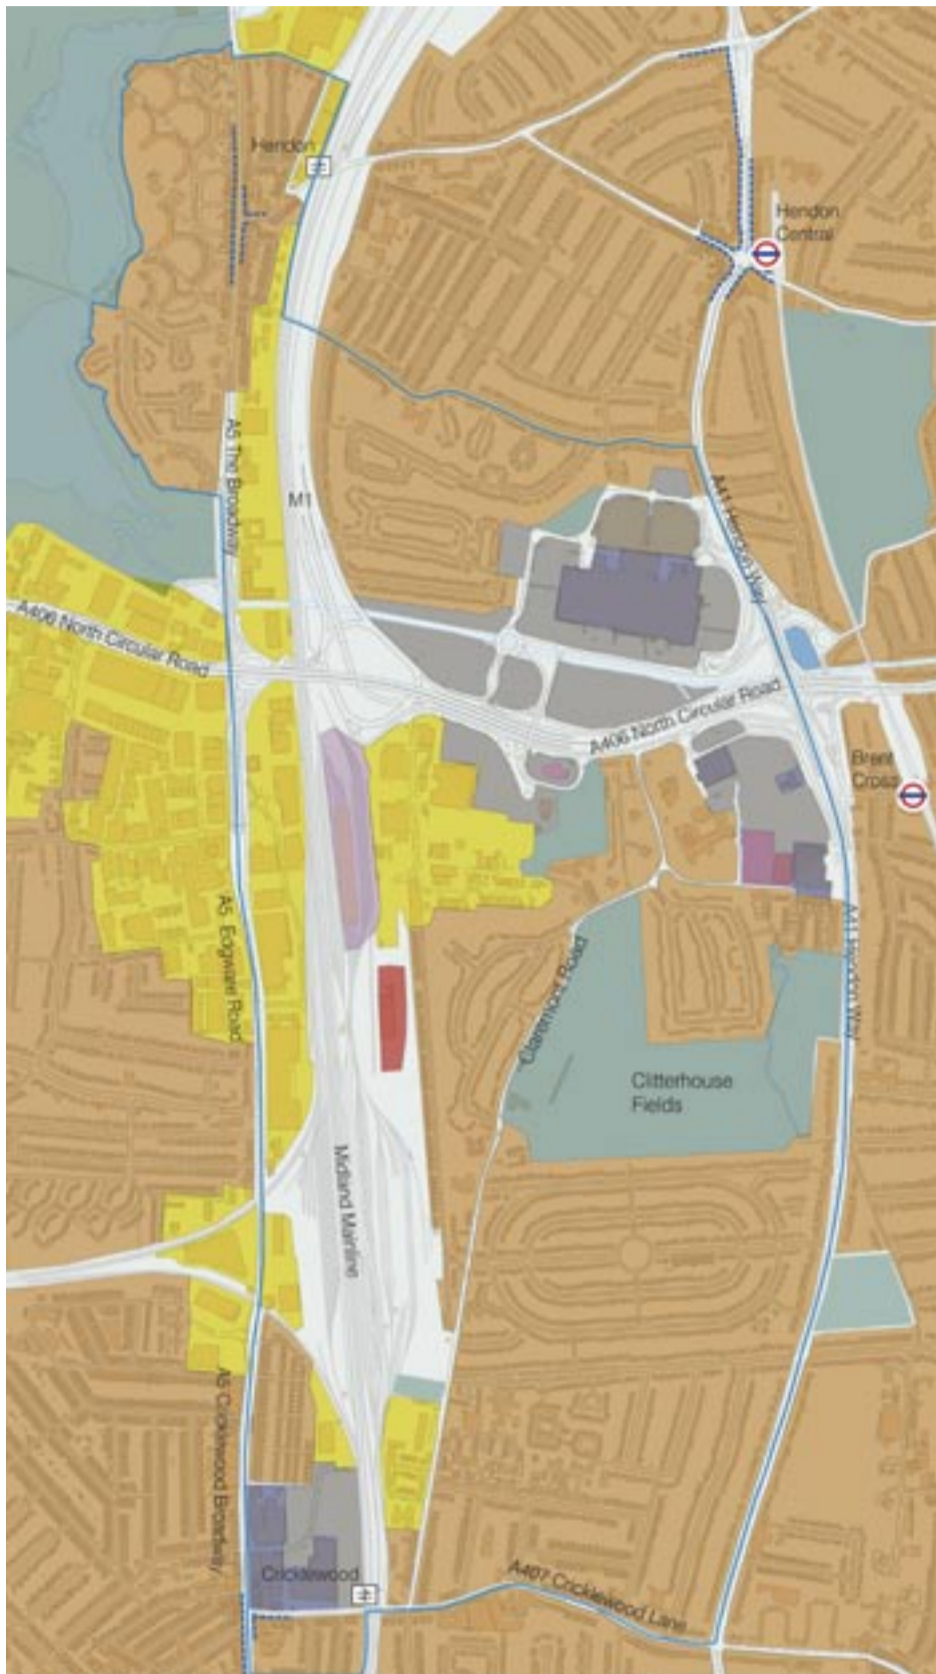 Hendon
Hendon
Central
A5 The Broadway
M1
A41 Hendon Way
A406 North Circular Road
A406 North Circular Road
Brent
Cross
A5 Edgware Road
A41 Hendon Way
Claremont Road
Clitterhouse
Fields
Midland Mainline
A5 Cricklewood Broadway
Cricklewood
A407 Cricklewood Lane